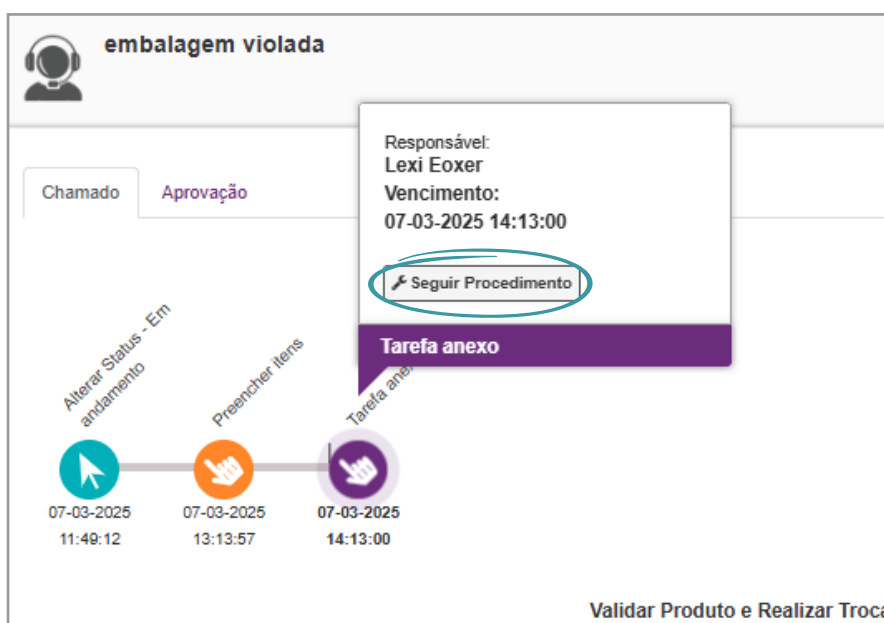 embalagem violada
Responsável:
Lexi Eoxer
Vencimento:
07-03-2025 14:13:00
Seguir Procedimento
Tarefa anexo
Chamado
Aprovação
Alterar Status - Em
andamento
Preencher itens
Tarefa
07-03-2025
11:49:12
07-03-2025
13:13:57
07-03-2025
14:13:00
Validar Produto e Realizar Troca